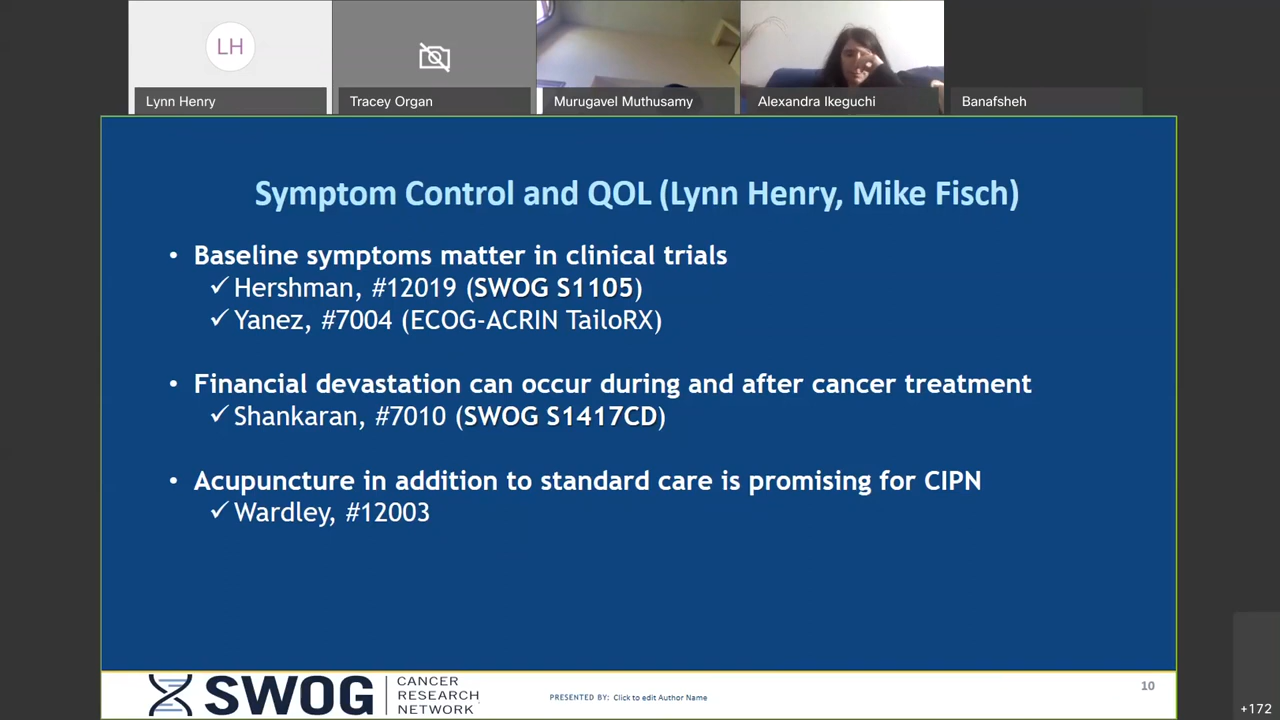 LH
Lynn Henry
Tracey Organ
Murugavel Muthusamy
Alexandra Ikeguchi
Banafsheh
Symptom Control and QOL (Lynn Henry, Mike Fisch)
• Baseline symptoms matter in clinical trials
✓ Hershman, #12019 (SWOG S1105)
✓ Yanez, #7004 (ECOG-ACRIN TailoRX)
• Financial devastation can occur during and after cancer treatment
✓ Shankaran, #7010 (SWOG S1417CD)
• Acupuncture in addition to standard care is promising for CIPN
✓ Wardley, #12003
SWOG
CANCER
RESEARCH
NETWORK
PRESENTED BY: Click to edit Author Name
10
+172